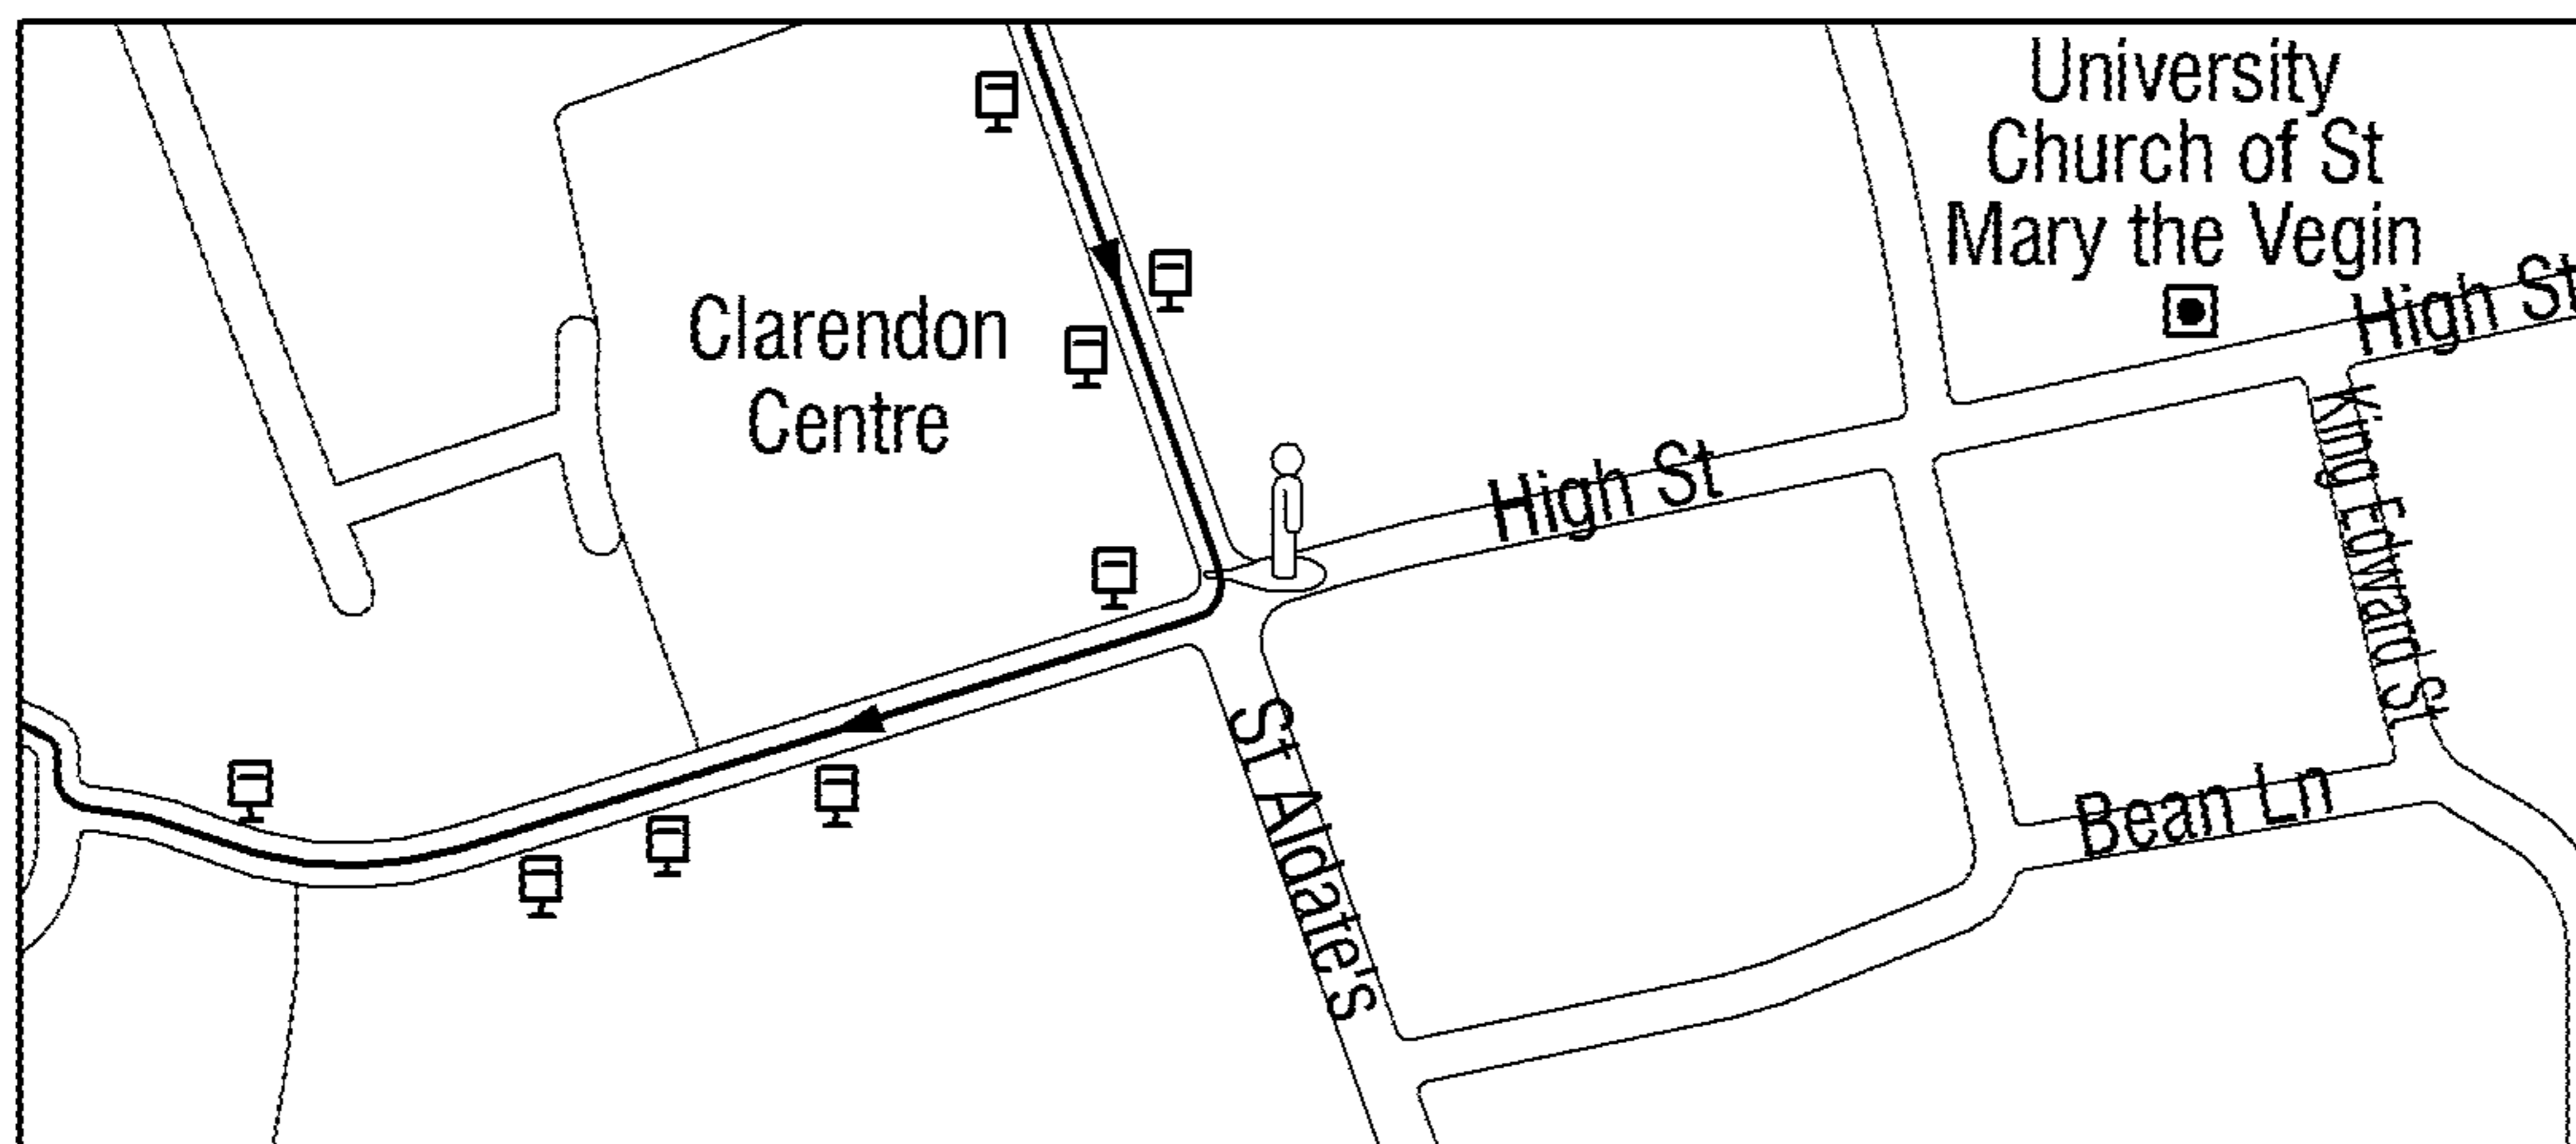 University
Church of St
Mary the Vegin
High St
Clarendon
Centre
High St
King Edward St
St Aldate's
Bean Ln